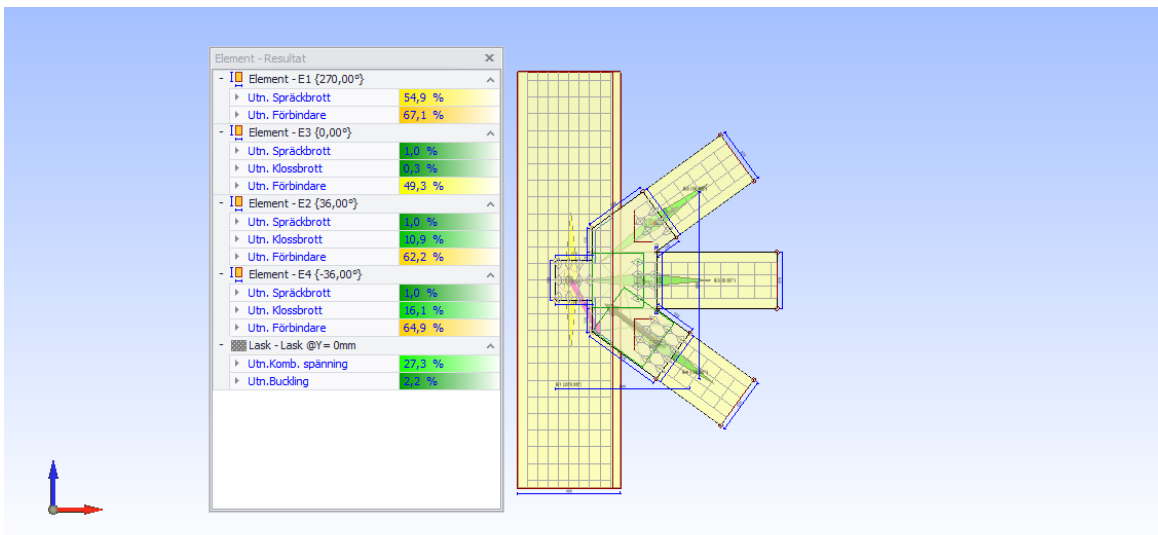 Element - Resultat
Element - E1 {270,00°}
Utn. Spräckbrott 54,9 %
Utn. Förbindare 67,1 %
Element - E3 {0,00°}
Utn. Spräckbrott 1,0 %
Utn. Klossbrott 0,3 %
Utn. Förbindare 49,3 %
Element - E2 {36,00°}
Utn. Spräckbrott 1,0 %
Utn. Klossbrott 10,9 %
Utn. Förbindare 62,2 %
Element - E4 {-36,00°}
Utn. Spräckbrott 1,0 %
Utn. Klossbrott 16,1 %
Utn. Förbindare 64,9 %
Lask - Lask @Y= 0mm
Utn.Komb. spänning 27,3 %
Utn.Buckling 2,2 %